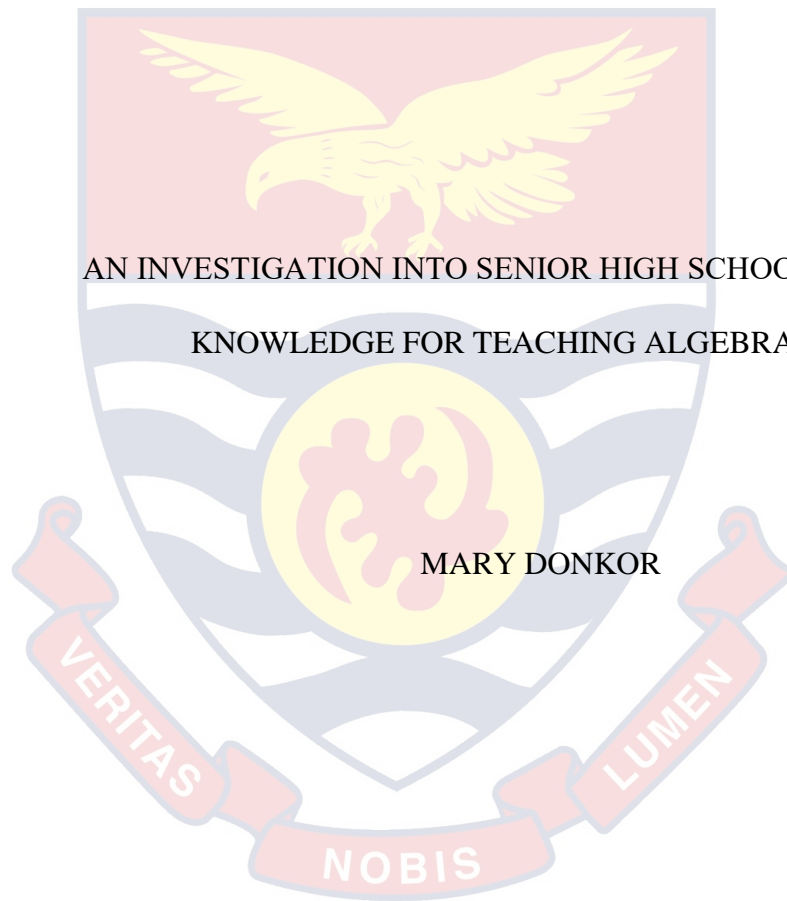 AN INVESTIGATION INTO SENIOR HIGH SCHOO
KNOWLEDGE FOR TEACHING ALGEBRA
MARY DONKOR
VERITAS
NOBIS
LUMEN